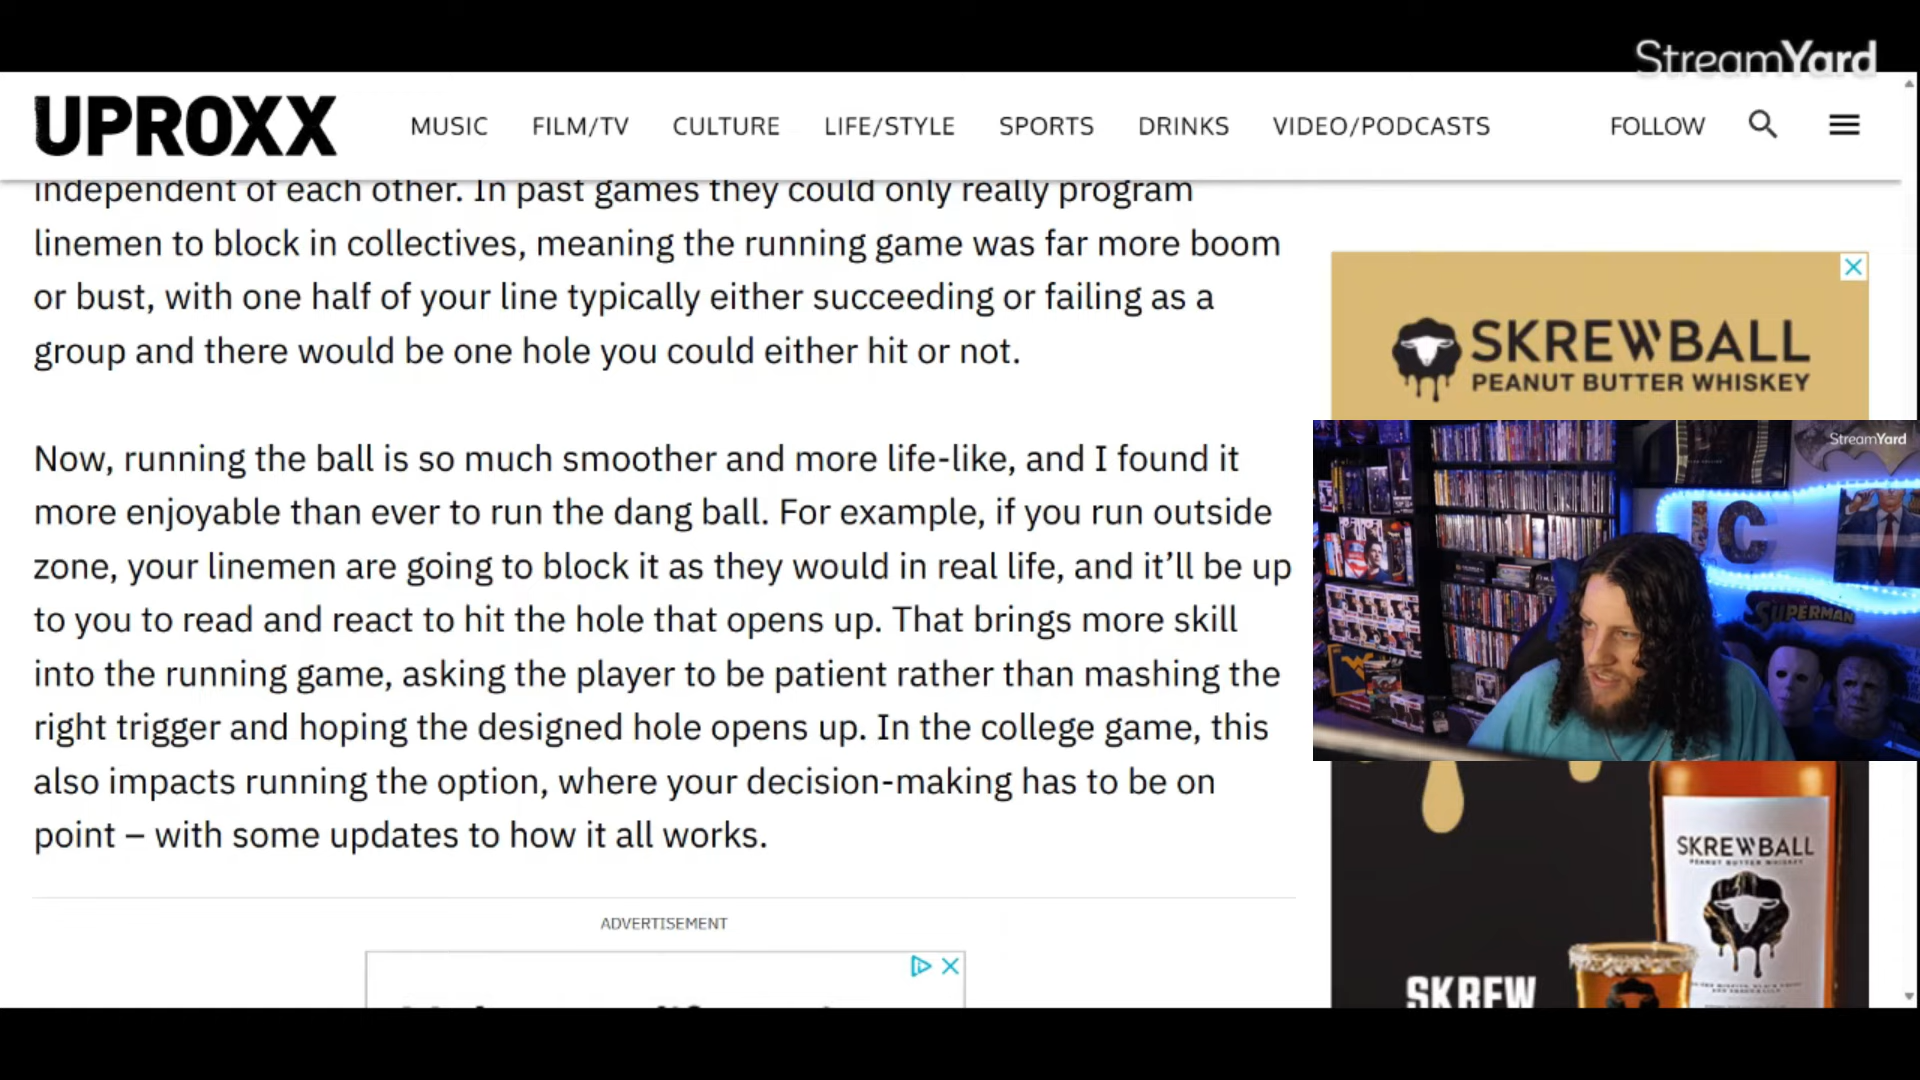 StreamYard
UPROXX
MUSIC FILM/TV CULTURE LIFE/STYLE SPORTS DRINKS VIDEO/PODCASTS FOLLOW
independent of each other. In past games they could only really program
linemen to block in collectives, meaning the running game was far more boom
or bust, with one half of your line typically either succeeding or failing as a
group and there would be one hole you could either hit or not.
Now, running the ball is so much smoother and more life-like, and I found it
more enjoyable than ever to run the dang ball. For example, if you run outside
zone, your linemen are going to block it as they would in real life, and it’ll be up
to you to read and react to hit the hole that opens up. That brings more skill
into the running game, asking the player to be patient rather than mashing the
right trigger and hoping the designed hole opens up. In the college game, this
also impacts running the option, where your decision-making has to be on
point – with some updates to how it all works.
ADVERTISEMENT
SKREWBALL
PEANUT BUTTER WHISKEY
StreamYard
JC
SUPERMAN
SKREWBALL
PEANUT BUTTER WHISKEY
SKREW